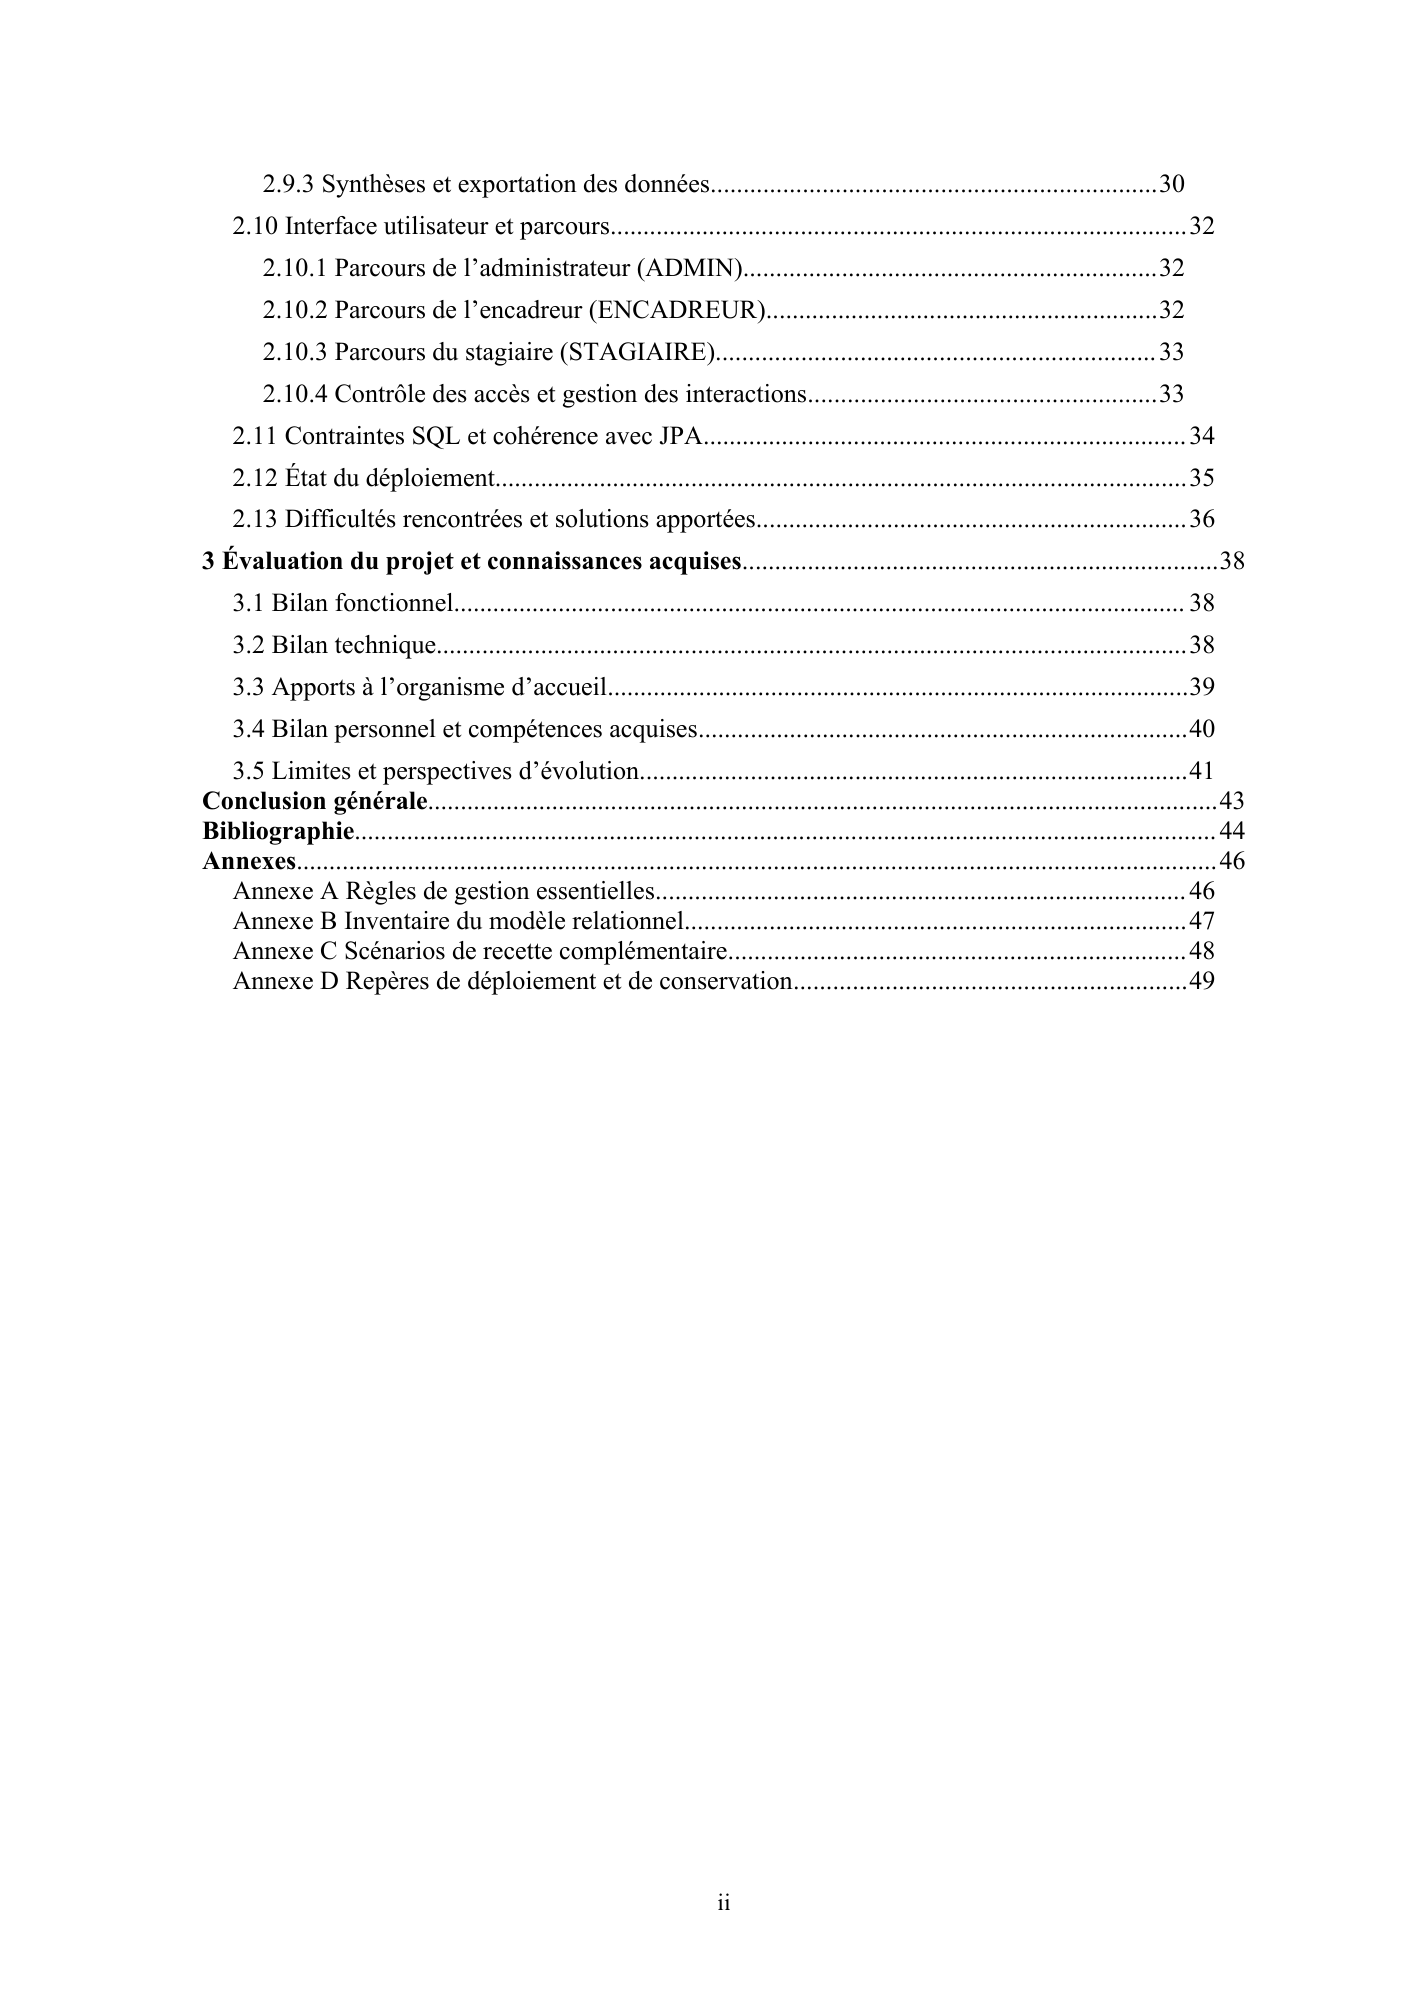 2.9.3 Synthèses et exportation des données....................................................................30
2.10 Interface utilisateur et parcours........................................................................................32
2.10.1 Parcours de l’administrateur (ADMIN)...............................................................32
2.10.2 Parcours de l’encadreur (ENCADREUR)............................................................32
2.10.3 Parcours du stagiaire (STAGIAIRE)...................................................................33
2.10.4 Contrôle des accès et gestion des interactions.....................................................33
2.11 Contraintes SQL et cohérence avec JPA..........................................................................34
2.12 État du déploiement..........................................................................................................35
2.13 Difficultés rencontrées et solutions apportées..................................................................36
3 Évaluation du projet et connaissances acquises.........................................................................38
3.1 Bilan fonctionnel................................................................................................................38
3.2 Bilan technique...................................................................................................................38
3.3 Apports à l’organisme d’accueil.........................................................................................39
3.4 Bilan personnel et compétences acquises...........................................................................40
3.5 Limites et perspectives d’évolution....................................................................................41
Conclusion générale.........................................................................................................................43
Bibliographie....................................................................................................................................44
Annexes.............................................................................................................................................46
Annexe A Règles de gestion essentielles.................................................................................46
Annexe B Inventaire du modèle relationnel.............................................................................47
Annexe C Scénarios de recette complémentaire......................................................................48
Annexe D Repères de déploiement et de conservation............................................................49
ii